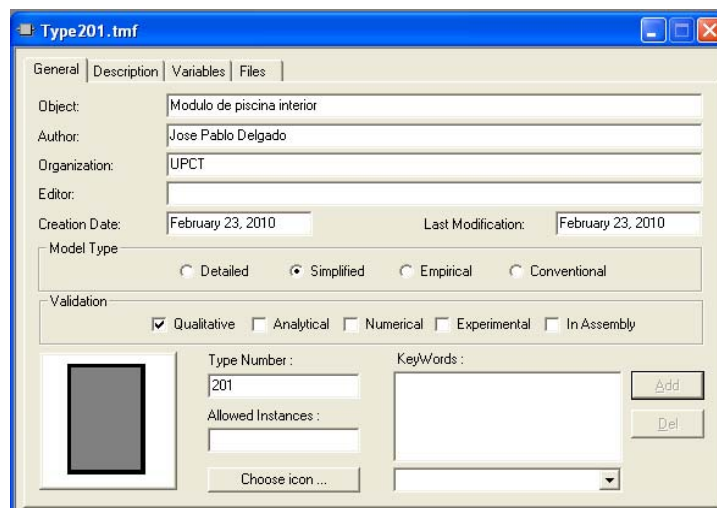 Type201.tmf
General Description Variables Files
Object: Modulo de piscina interior
Author: Jose Pablo Delgado
Organization: UPCT
Editor:
Creation Date: February 23, 2010 Last Modification: February 23, 2010
Model Type
Detailed Simplified Empirical Conventional
Validation
Qualitative Analytical Numerical Experimental In Assembly
Type Number : KeyWords :
201 Add
Allowed Instances : Del
Choose icon ...